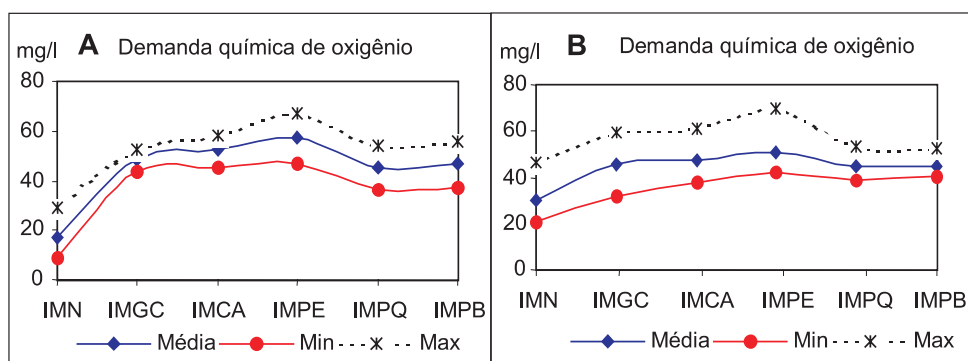 A Demanda química de oxigênio
mg/l
80
60
40
20
0
IMN IMGC IMCA IMPE IMPQ IMPB
Média Min Max
B Demanda química de oxigênio
mg/l
80
60
40
20
0
IMN IMGC IMCA IMPE IMPQ IMPB
Média Min Max